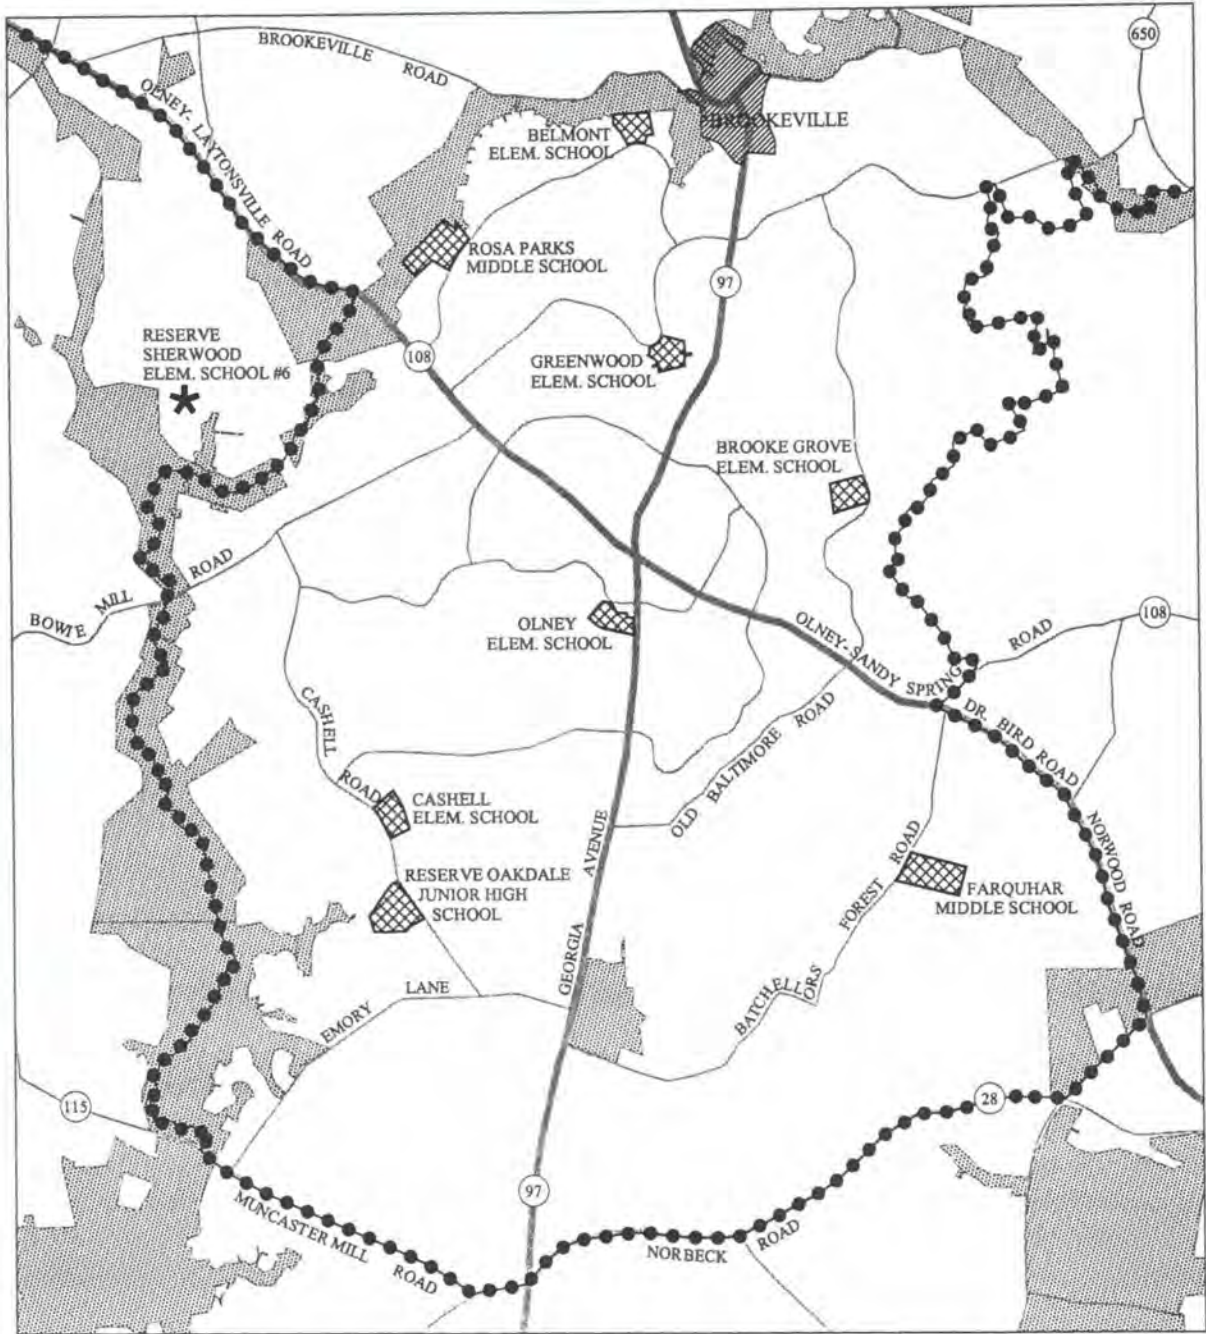 650
BROOKEVILLE ROAD
OLNEY- LAYTONSVILLE ROAD
BELMONT
ELEM. SCHOOL
BROOKEVILLE
ROSA PARKS
MIDDLE SCHOOL
97
RESERVE
SHERWOOD
ELEM. SCHOOL #6
108
GREENWOOD
ELEM. SCHOOL
BROOKE GROVE
ELEM. SCHOOL
BOWIE MILL ROAD
OLNEY
ELEM. SCHOOL
OLNEY-SANDY SPRING ROAD
108
CASHELL ROAD
OLD BALTIMORE ROAD
DR. BIRD ROAD
CASHELL
ELEM. SCHOOL
NORWOOD ROAD
RESERVE OAKDALE
JUNIOR HIGH
SCHOOL
GEORGIA AVENUE
FARQUHAR
MIDDLE SCHOOL
BATCHELLORS FOREST ROAD
EMORY LANE
115
28
97
MUNCASTER MILL ROAD
NORBECK ROAD